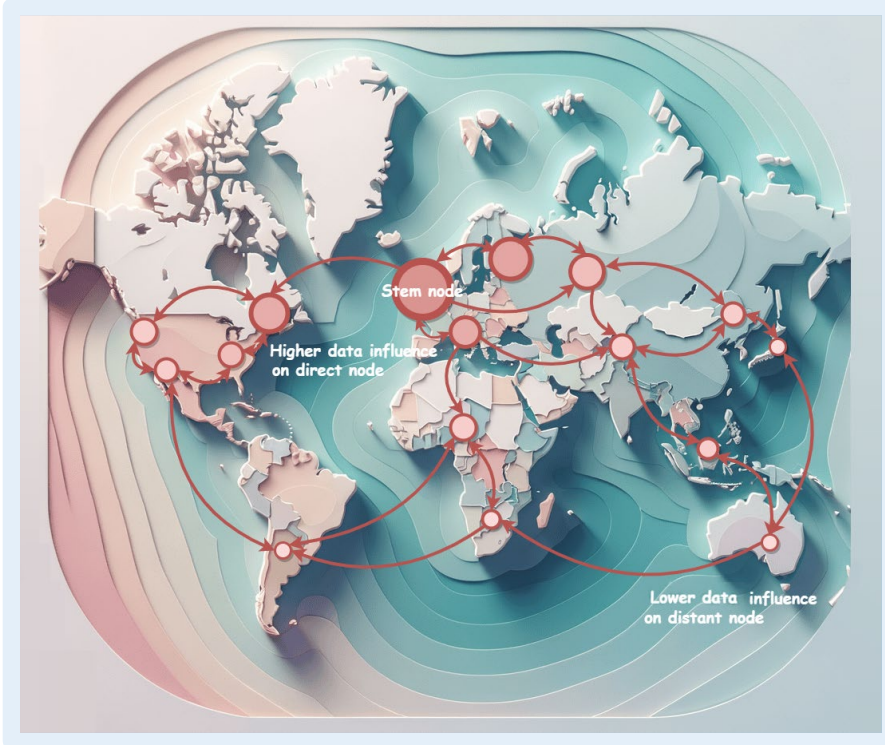 Stem node
Higher data influence
on direct node
Lower data influence
on distant node